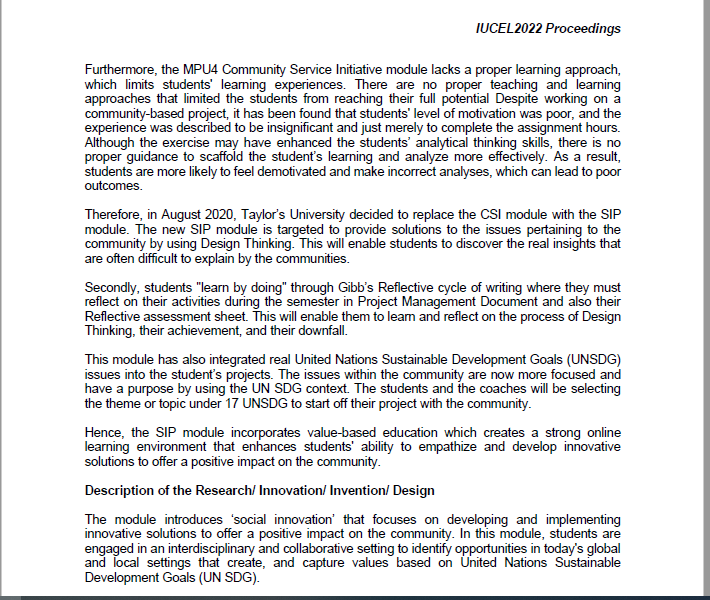 IUCEL2022 Proceedings
Furthermore, the MPU4 Community Service Initiative module lacks a proper learning approach,
which limits students' learning experiences. There are no proper teaching and learning
approaches that limited the students from reaching their full potential Despite working on a
community-based project, it has been found that students' level of motivation was poor, and the
experience was described to be insignificant and just merely to complete the assignment hours.
Although the exercise may have enhanced the students' analytical thinking skills, there is no
proper guidance to scaffold the student's learning and analyze more effectively. As a result,
students are more likely to feel demotivated and make incorrect analyses, which can lead to poor
outcomes.
Therefore, in August 2020, Taylor's University decided to replace the CSI module with the SIP
module. The new SIP module is targeted to provide solutions to the issues pertaining to the
community by using Design Thinking. This will enable students to discover the real insights that
are often difficult to explain by the communities.
Secondly, students "learn by doing" through Gibb's Reflective cycle of writing where they must
reflect on their activities during the semester in Project Management Document and also their
Reflective assessment sheet. This will enable them to learn and reflect on the process of Design
Thinking, their achievement, and their downfall.
This module has also integrated real United Nations Sustainable Development Goals (UNSDG)
issues into the student's projects. The issues within the community are now more focused and
have a purpose by using the UN SDG context. The students and the coaches will be selecting
the theme or topic under 17 UNSDG to start off their project with the community.
Hence, the SIP module incorporates value-based education which creates a strong online
learning environment that enhances students' ability to empathize and develop innovative
solutions to offer a positive impact on the community.
Description of the Research/ Innovation/ Invention/ Design
The module introduces 'social innovation' that focuses on developing and implementing
innovative solutions to offer a positive impact on the community. In this module, students are
engaged in an interdisciplinary and collaborative setting to identify opportunities in today's global
and local settings that create, and capture values based on United Nations Sustainable
Development Goals (UN SDG).